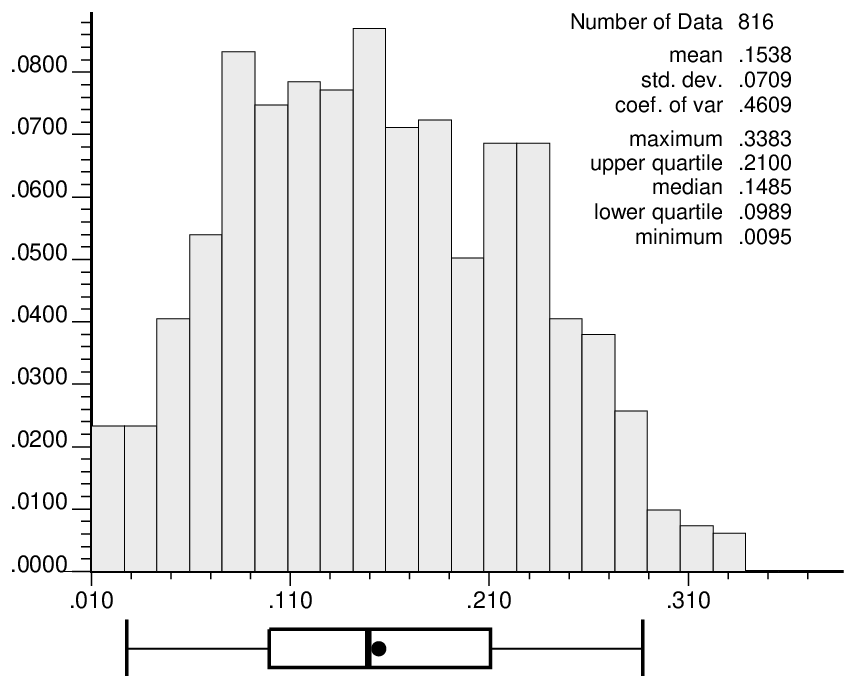 Number of Data 816
mean .1538
std. dev. .0709
coef. of var .4609
maximum .3383
upper quartile .2100
median .1485
lower quartile .0989
minimum .0095
.0800
.0700
.0600
.0500
.0400
.0300
.0200
.0100
.0000
.010 .110 .210 .310